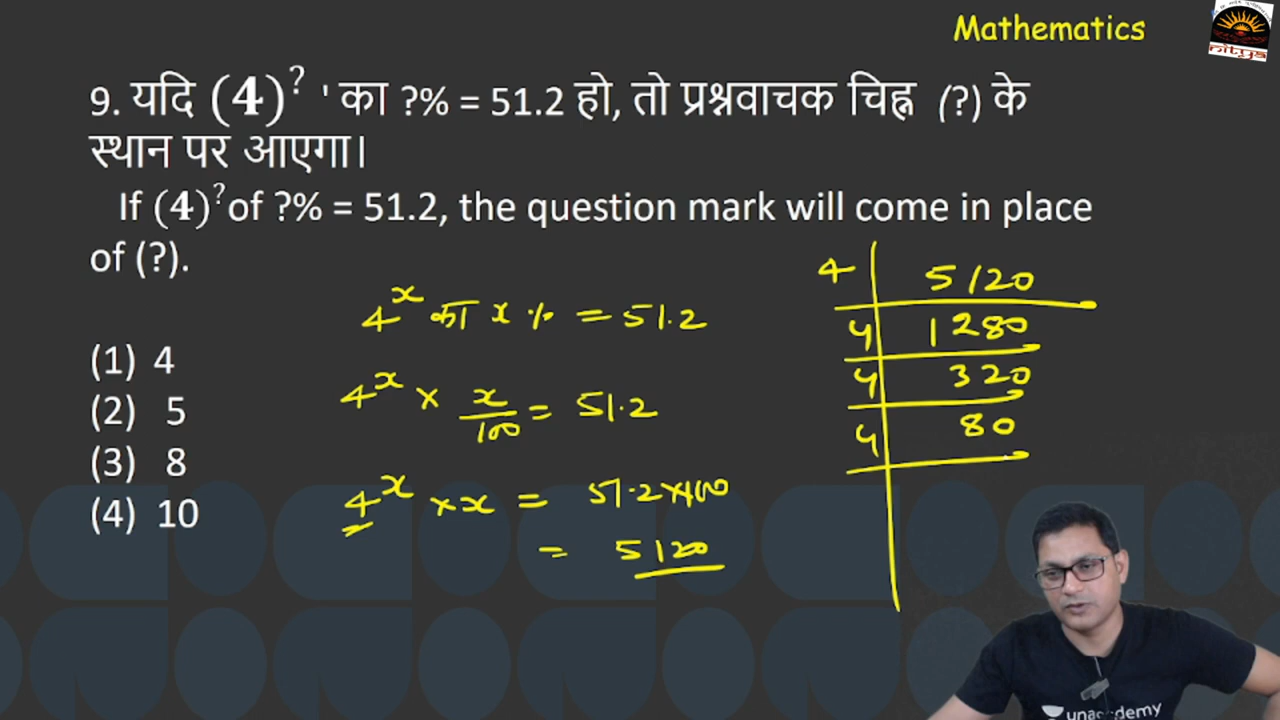 Mathematics
nitya
9. यदि (4)^? ' का ?% = 51.2 हो, तो प्रश्नवाचक चिह्न (?) के
स्थान पर आएगा।
If (4)^? of ?% = 51.2, the question mark will come in place
of (?).
(1) 4
(2) 5
(3) 8
(4) 10
4^x का x % = 51.2
4^x × x/100 = 51.2
4^x × x = 51.2×100
= 5120
4 | 5120
4 | 1280
4 | 320
4 | 80
unacademy